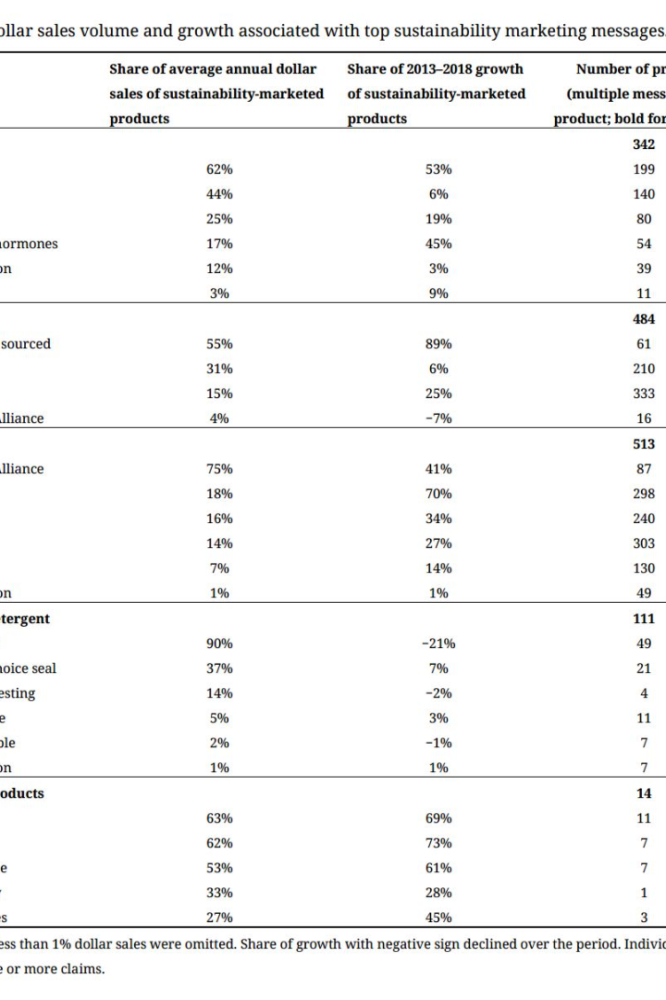 ollar sales volume and growth associated with top sustainability marketing messages.
Share of average annual dollar Share of 2013–2018 growth Number of pr
sales of sustainability-marketed of sustainability-marketed (multiple mess
products products product; bold for
342
62% 53% 199
44% 6% 140
25% 19% 80
hormones 17% 45% 54
on 12% 3% 39
3% 9% 11
484
sourced 55% 89% 61
31% 6% 210
15% 25% 333
Alliance 4% −7% 16
513
Alliance 75% 41% 87
18% 70% 298
16% 34% 240
14% 27% 303
7% 14% 130
on 1% 1% 49
etergent 111
90% −21% 49
hoice seal 37% 7% 21
esting 14% −2% 4
e 5% 3% 11
ble 2% −1% 7
on 1% 1% 7
oducts 14
63% 69% 11
62% 73% 7
e 53% 61% 7
33% 28% 1
es 27% 45% 3
ess than 1% dollar sales were omitted. Share of growth with negative sign declined over the period. Indivi
e or more claims.